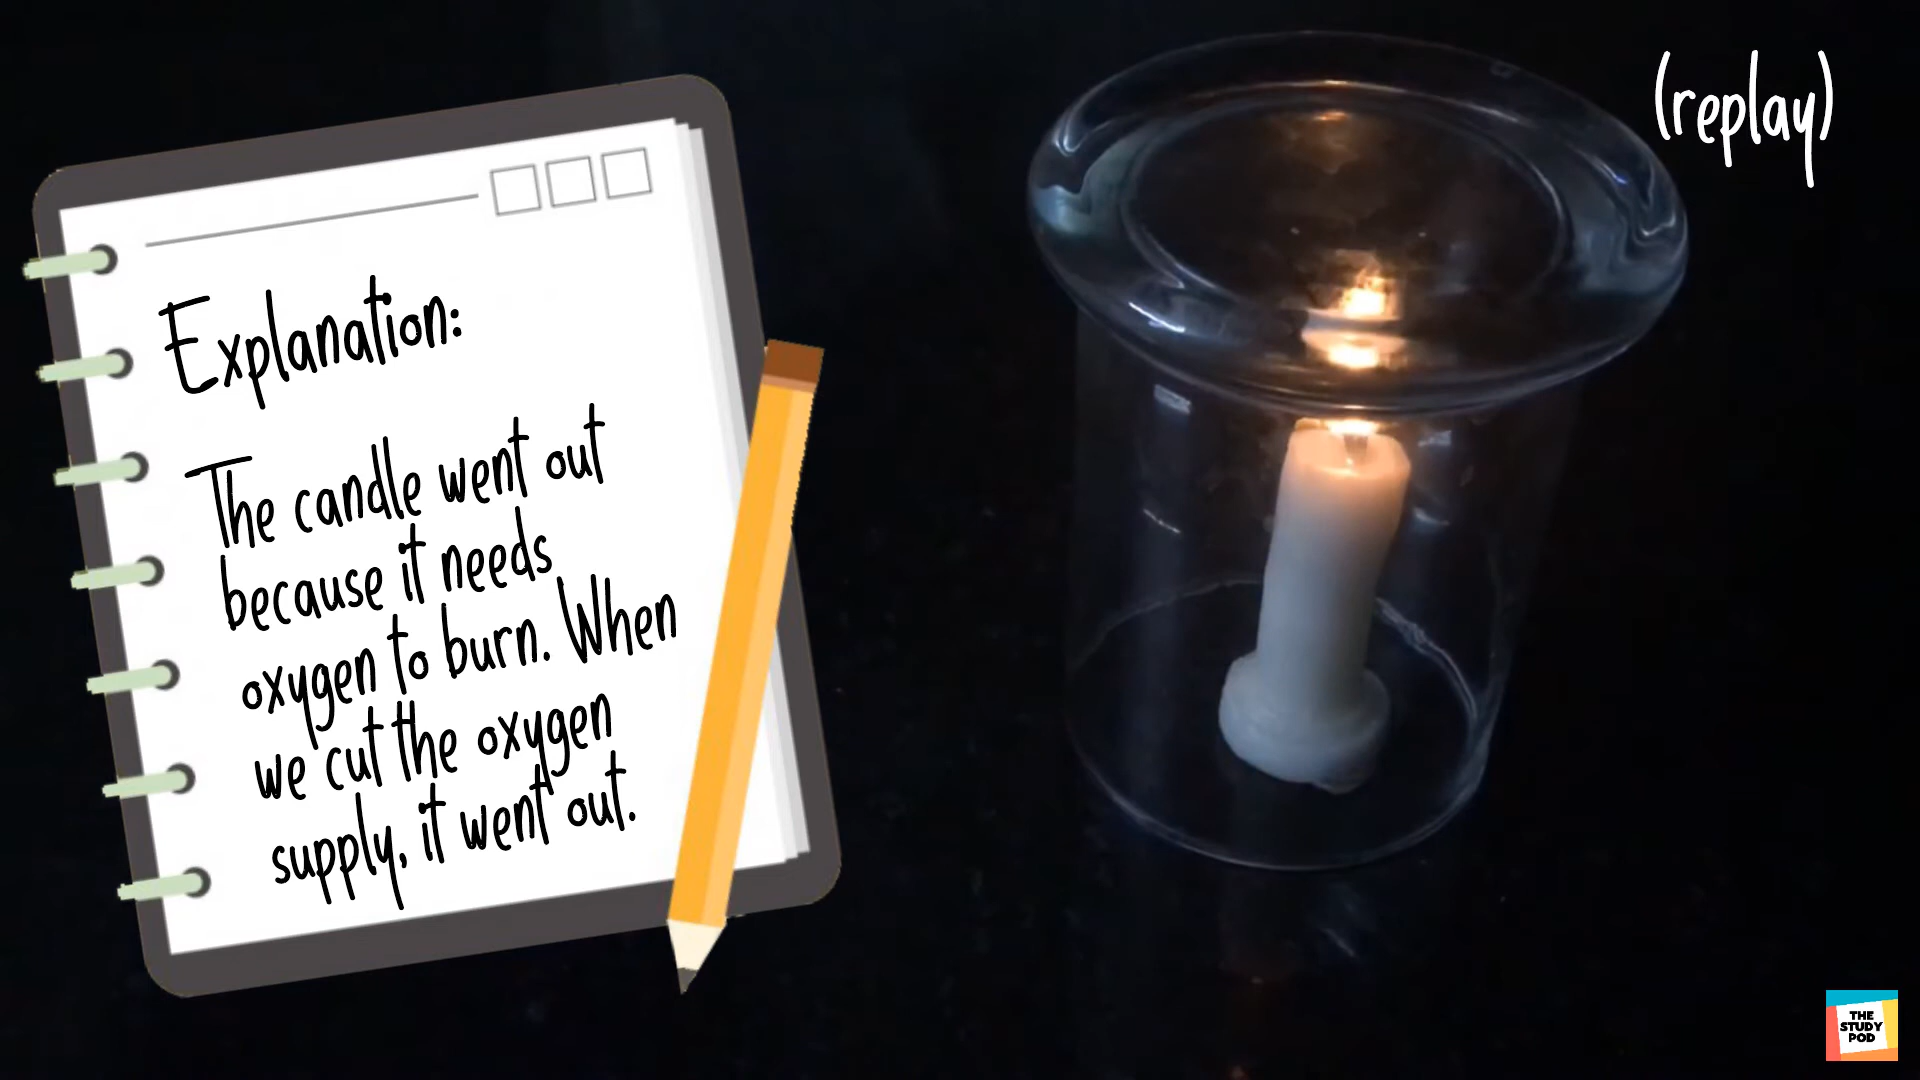 (replay)
Explanation:
The candle went out
because it needs
oxygen to burn. When
we cut the oxygen
supply, it went out.
THE
STUDY
POD